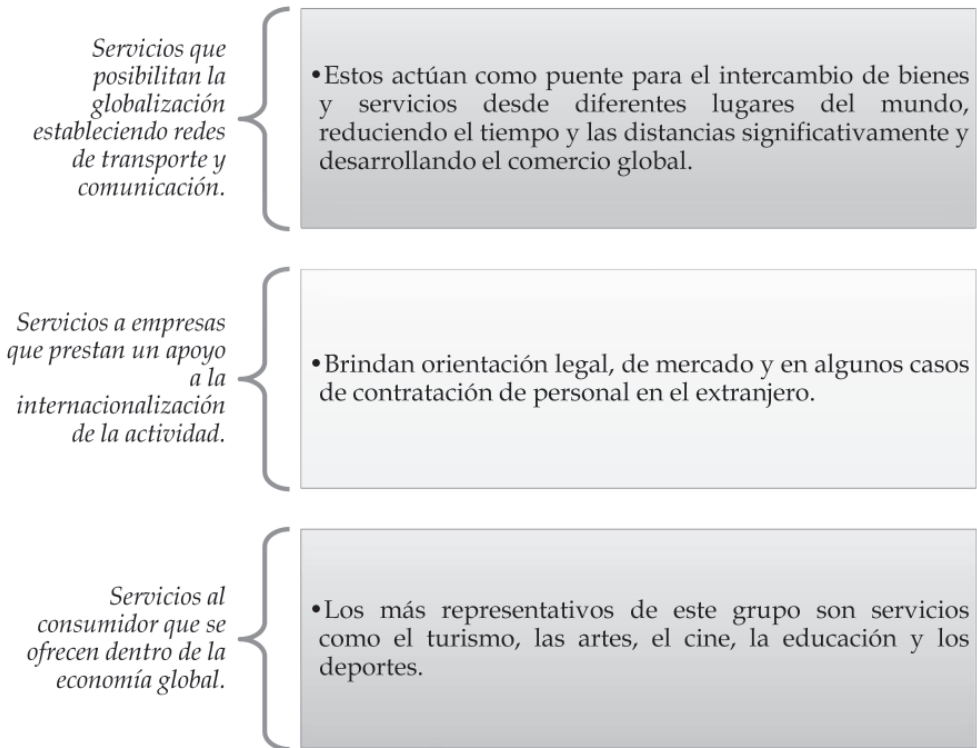 Servicios que
posibilitan la
globalización
estableciendo redes
de transporte y
comunicación.
•Estos actúan como puente para el intercambio de bienes
y servicios desde diferentes lugares del mundo,
reduciendo el tiempo y las distancias significativamente y
desarrollando el comercio global.
Servicios a empresas
que prestan un apoyo
a la
internacionalización
de la actividad.
•Brindan orientación legal, de mercado y en algunos casos
de contratación de personal en el extranjero.
Servicios al
consumidor que se
ofrecen dentro de la
economía global.
•Los más representativos de este grupo son servicios
como el turismo, las artes, el cine, la educación y los
deportes.